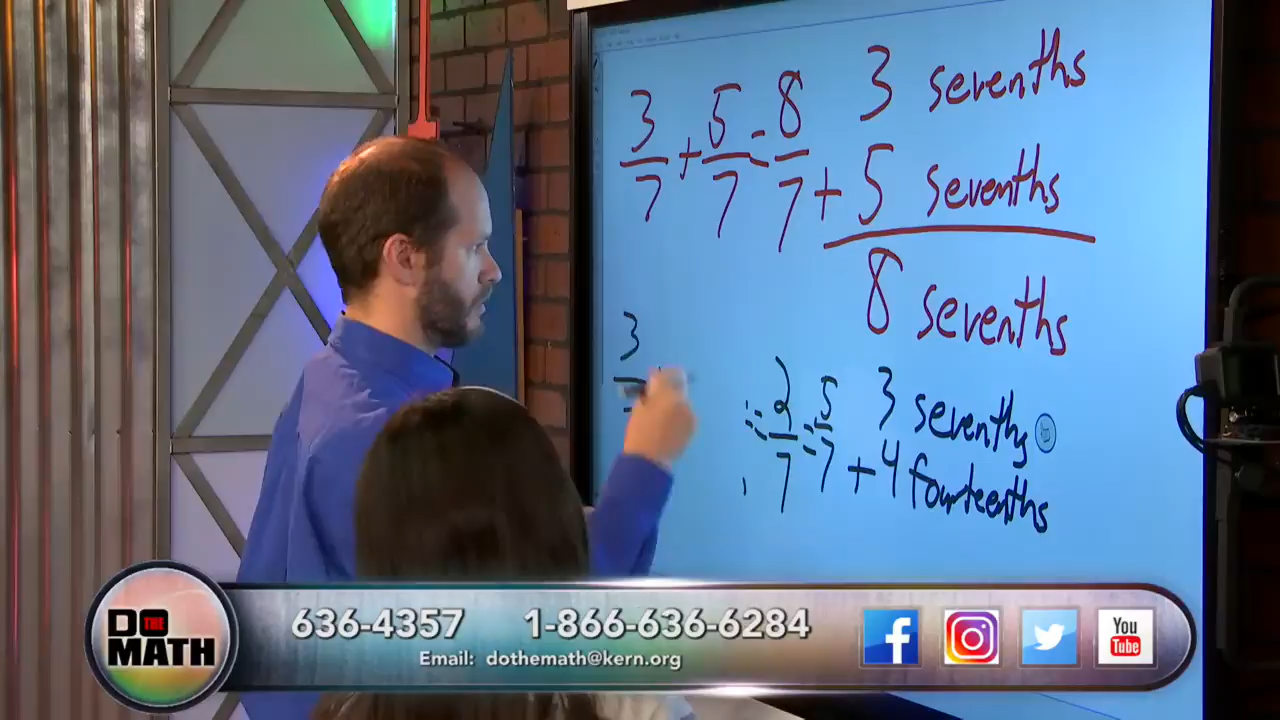 3/7 + 5/7 = 8/7
3 sevenths
+ 5 sevenths
8 sevenths
3
2/7 = 5/7
3 sevenths
+ 4 fourteenths
DO THE MATH
636-4357 1-866-636-6284
Email: dothemath@kern.org
f
You Tube